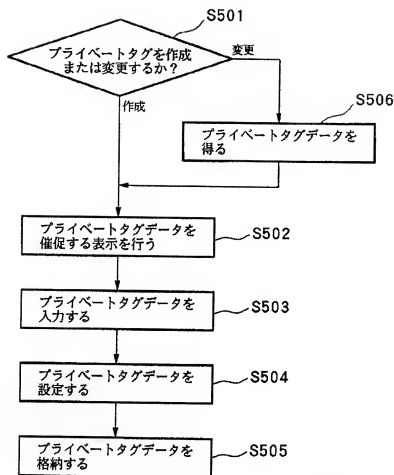 S501
プライベートタグを作成
または変更するか？
変更
作成
S506
プライベートタグデータを
得る
プライベートタグデータを
催促する表示を行う
S502
プライベートタグデータを
入力する
S503
プライベートタグデータを
設定する
S504
プライベートタグデータを
格納する
S505